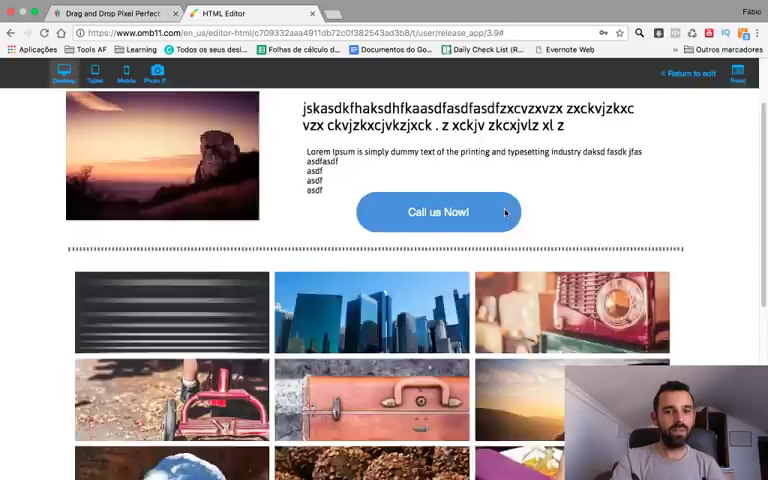 Drag and Drop Pixel Perfect
HTML Editor
Fábio
https://www.omb11.com/en_us/editor-html/c709332aaa4911db72c0f382543ad3b8/t/user/release_app/3.9#
Aplicações
Tools AF
Learning
Todos os seus desi...
Folhas de cálculo d...
Documentos do Go...
Daily Check List (R...
Evernote Web
»
Outros marcadores
Desktop
Tablet
Mobile
Photo P
< Return to edit
jskasdkfhaksdhfkaasdfasdfasdfzxcvzxvzx zxckvjzkxc
vzx ckvjzkxcjvkzjxck . z xckjv zkcxjvlz xl z
Lorem Ipsum is simply dummy text of the printing and typesetting industry daksd fasdk jfas
asdfasdf
asdf
asdf
asdf
Call us Now!